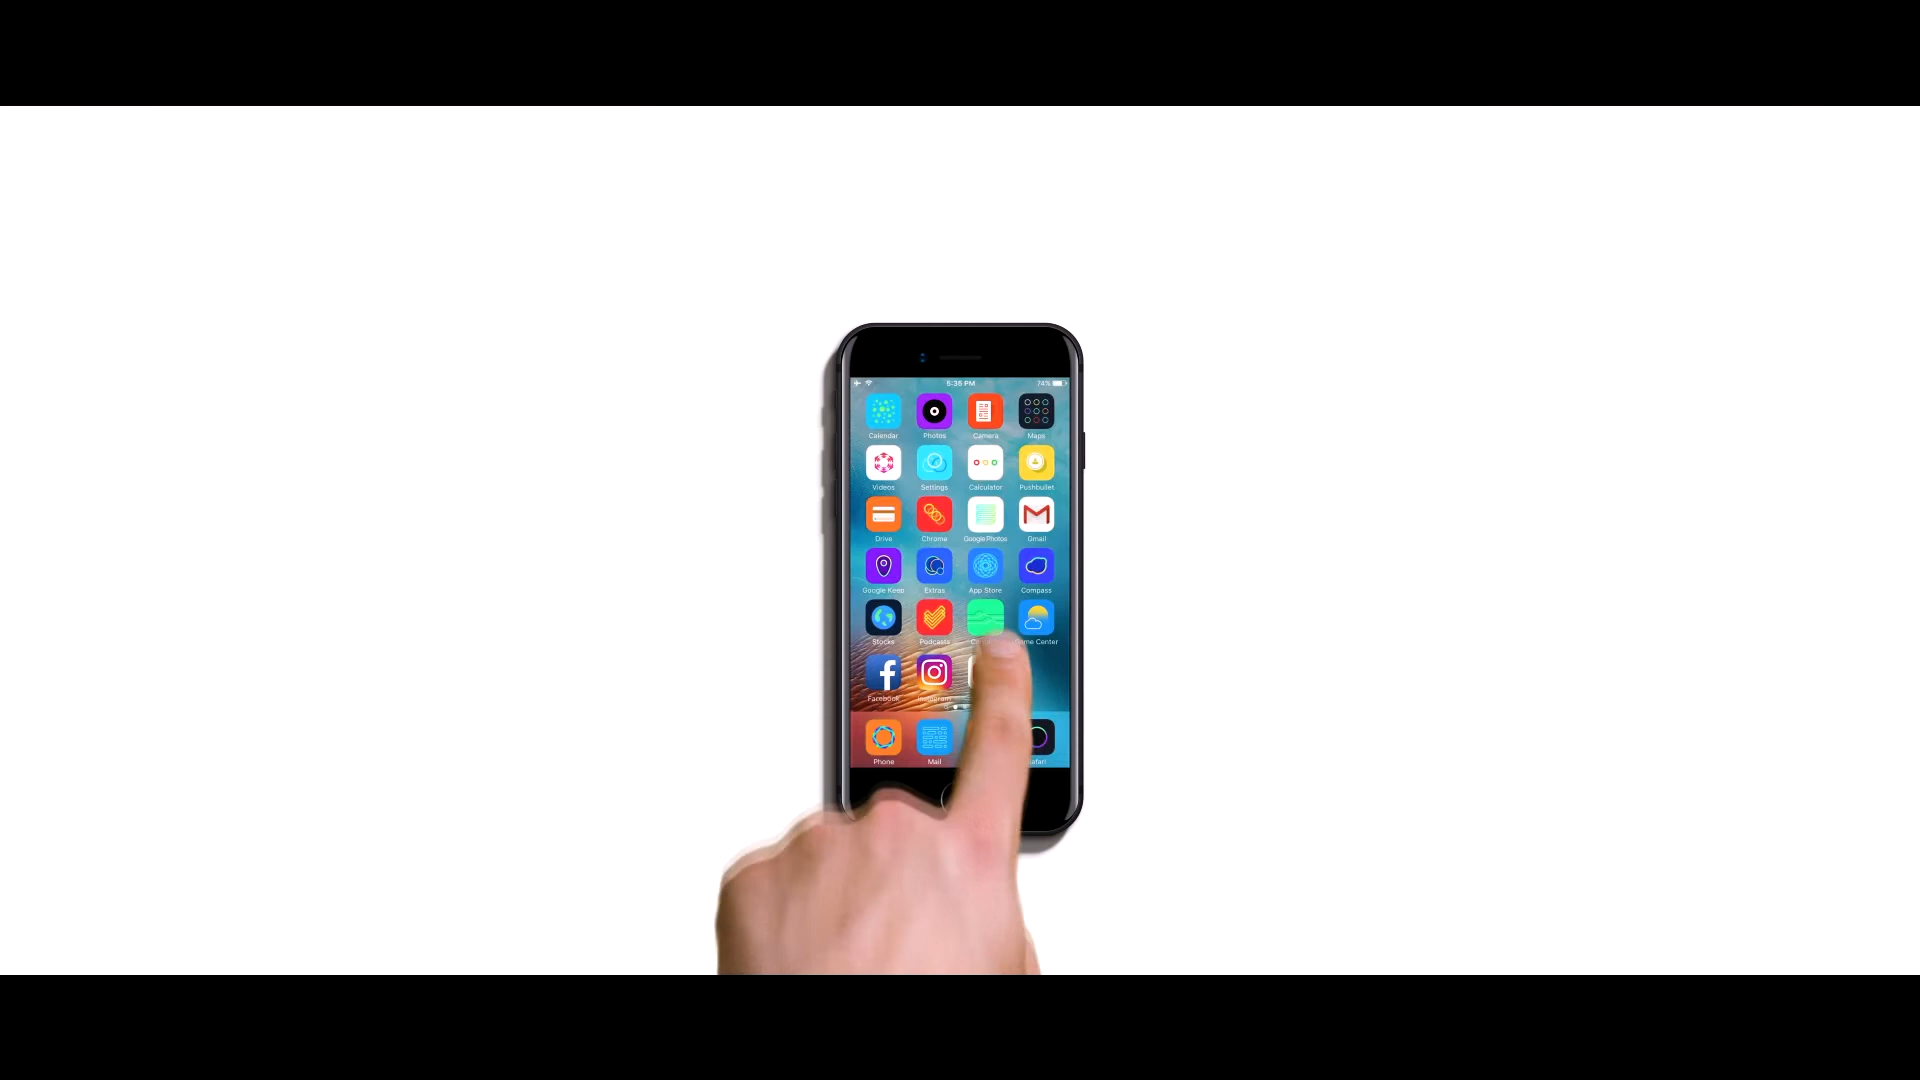 5:35 PM 74%
Calendar Photos Camera Maps
Videos Settings Calculator Pushbullet
Drive Chrome Google Photos Gmail
Google Keep Extras App Store Compass
Stocks Podcasts
Facebook Instagram
Phone Mail